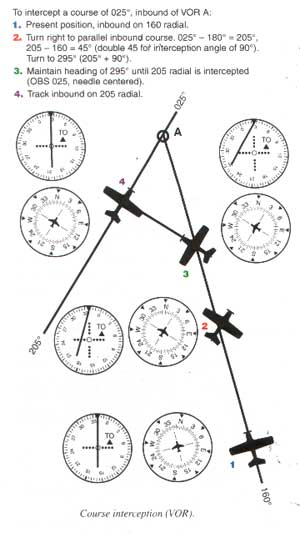 To intercept a course of 025°, inbound of VOR A:
1. Present position, inbound on 160 radial.
2. Turn right to parallel inbound course. 025° – 180° = 205°,
205 – 160 = 45° (double 45 for interception angle of 90°).
Turn to 295° (205° + 90°).
3. Maintain heading of 295° until 205 radial is intercepted
(OBS 025, needle centered).
4. Track inbound on 205 radial.
025°
A
TO
TO
4
3
205°
TO
2
TO
1
160°
Course interception (VOR).